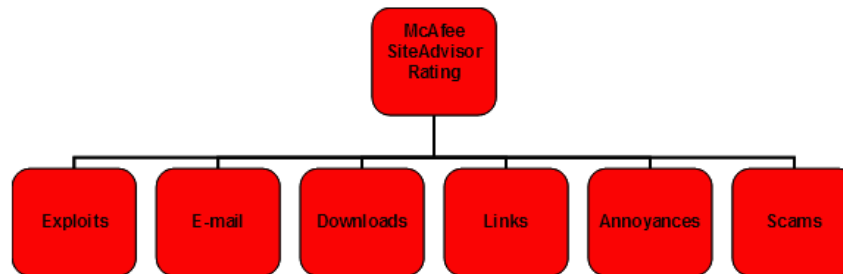 McAfee
SiteAdvisor
Rating
Exploits
E-mail
Downloads
Links
Annoyances
Scams